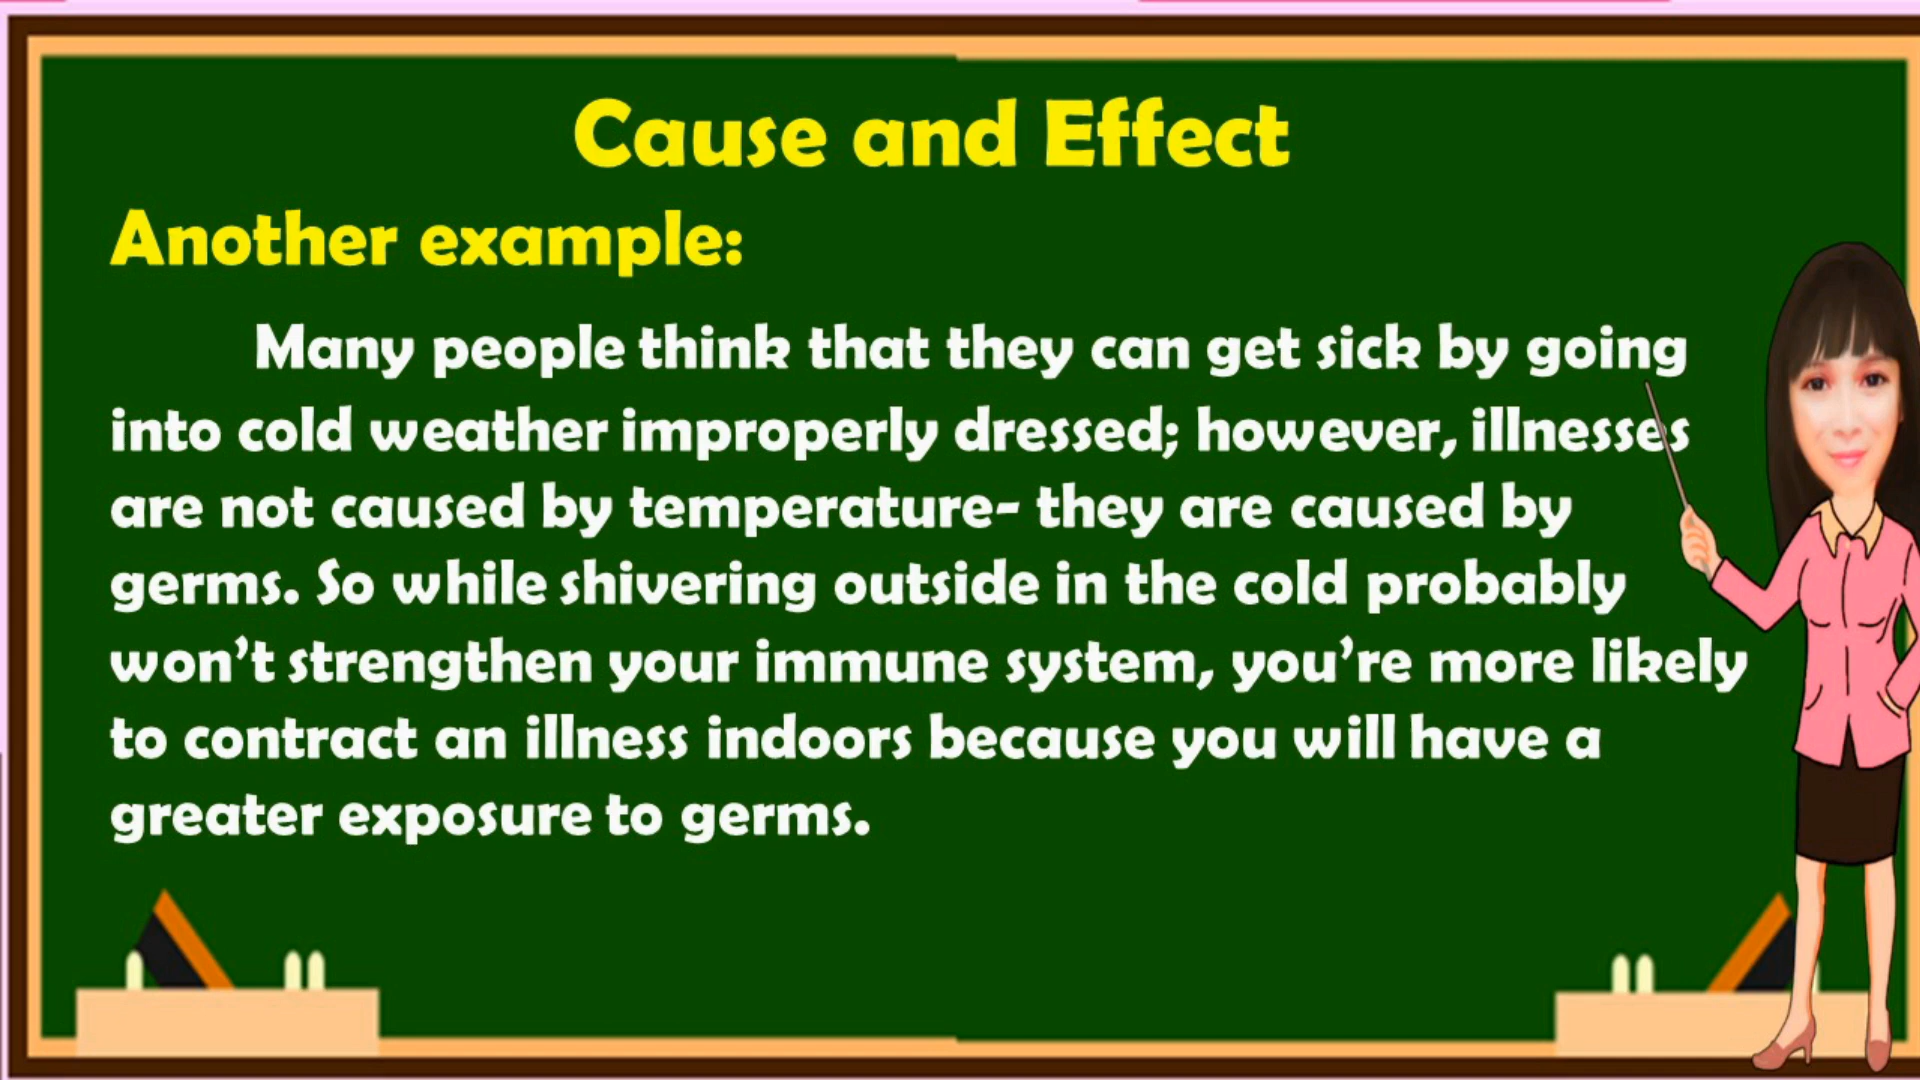 Cause and Effect
Another example:
Many people think that they can get sick by going
into cold weather improperly dressed; however, illnesses
are not caused by temperature- they are caused by
germs. So while shivering outside in the cold probably
won’t strengthen your immune system, you’re more likely
to contract an illness indoors because you will have a
greater exposure to germs.